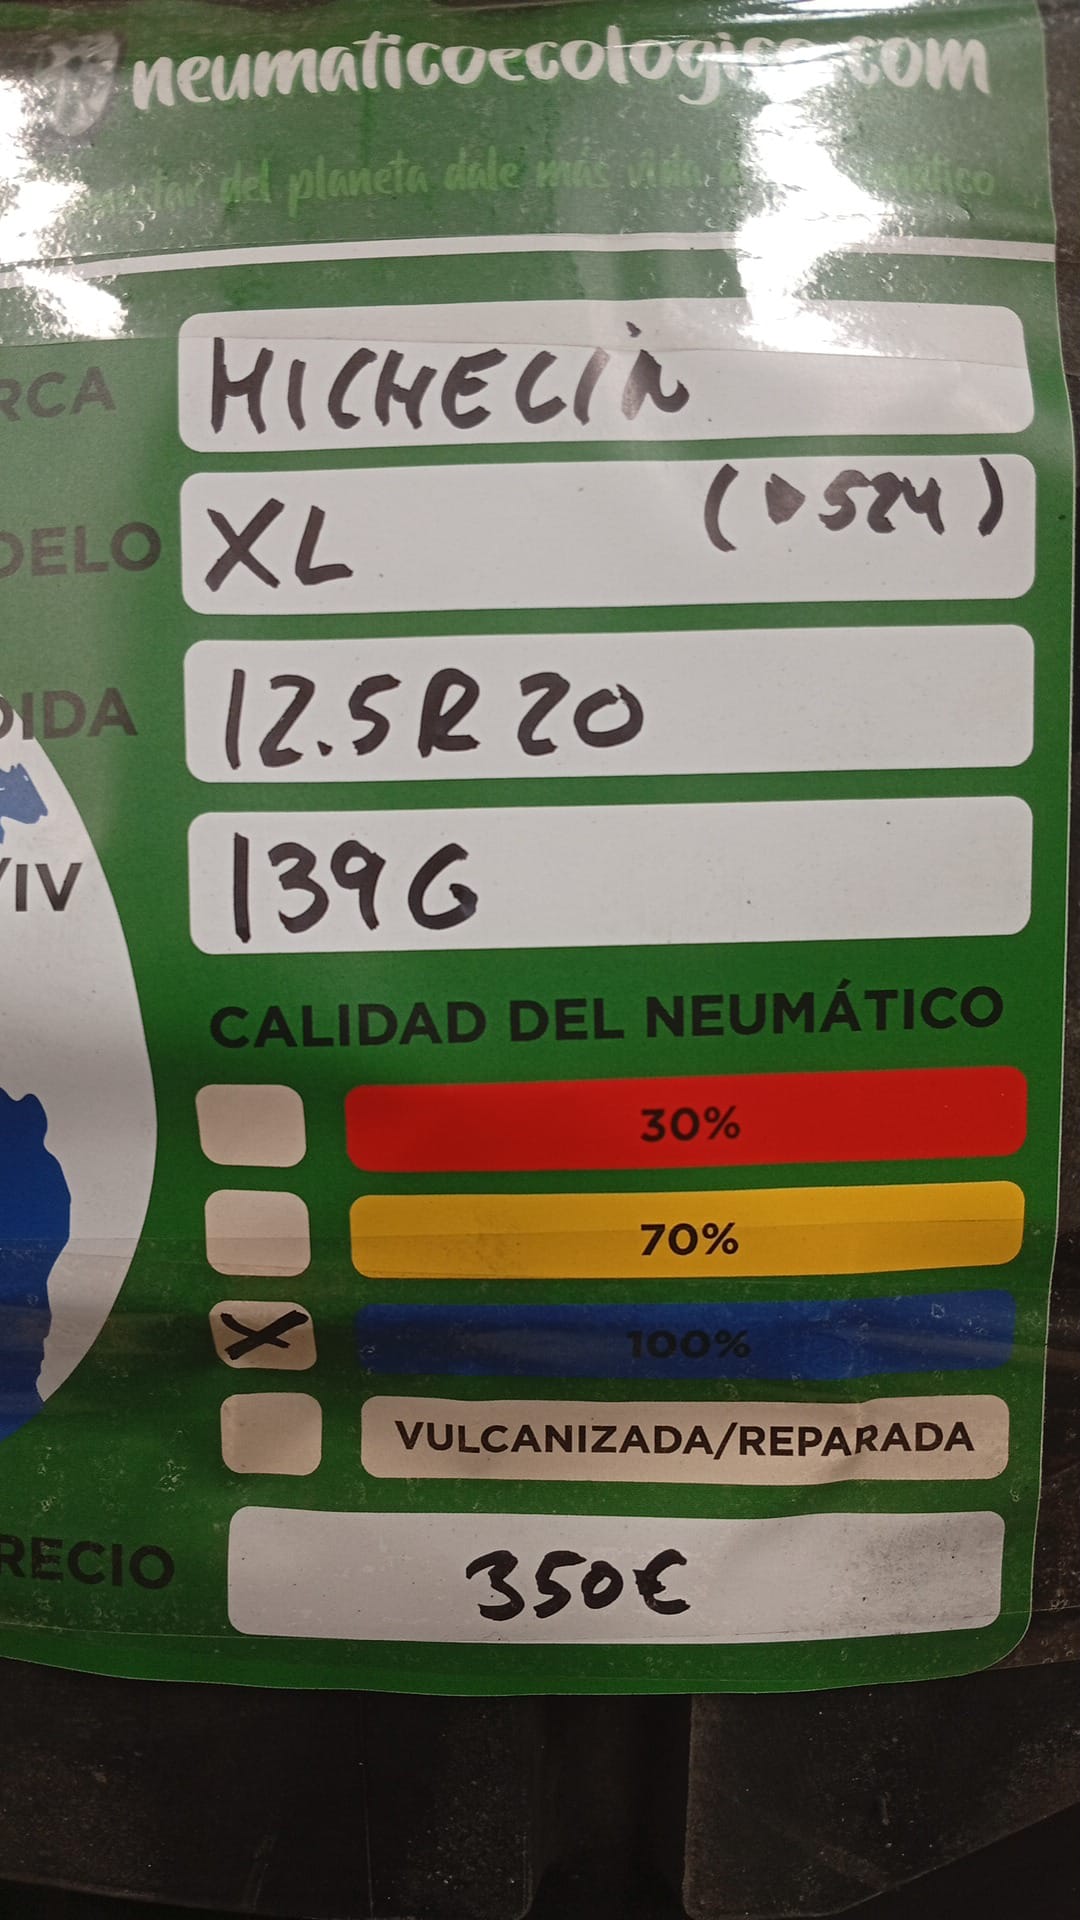 neumaticoecologico.com
del planeta dale más vida
RCA MICHELIN
DELO XL (0524)
DIDA 12.5R20
/IV 139G
CALIDAD DEL NEUMÁTICO
30%
70%
X 100%
VULCANIZADA/REPARADA
RECIO 350€